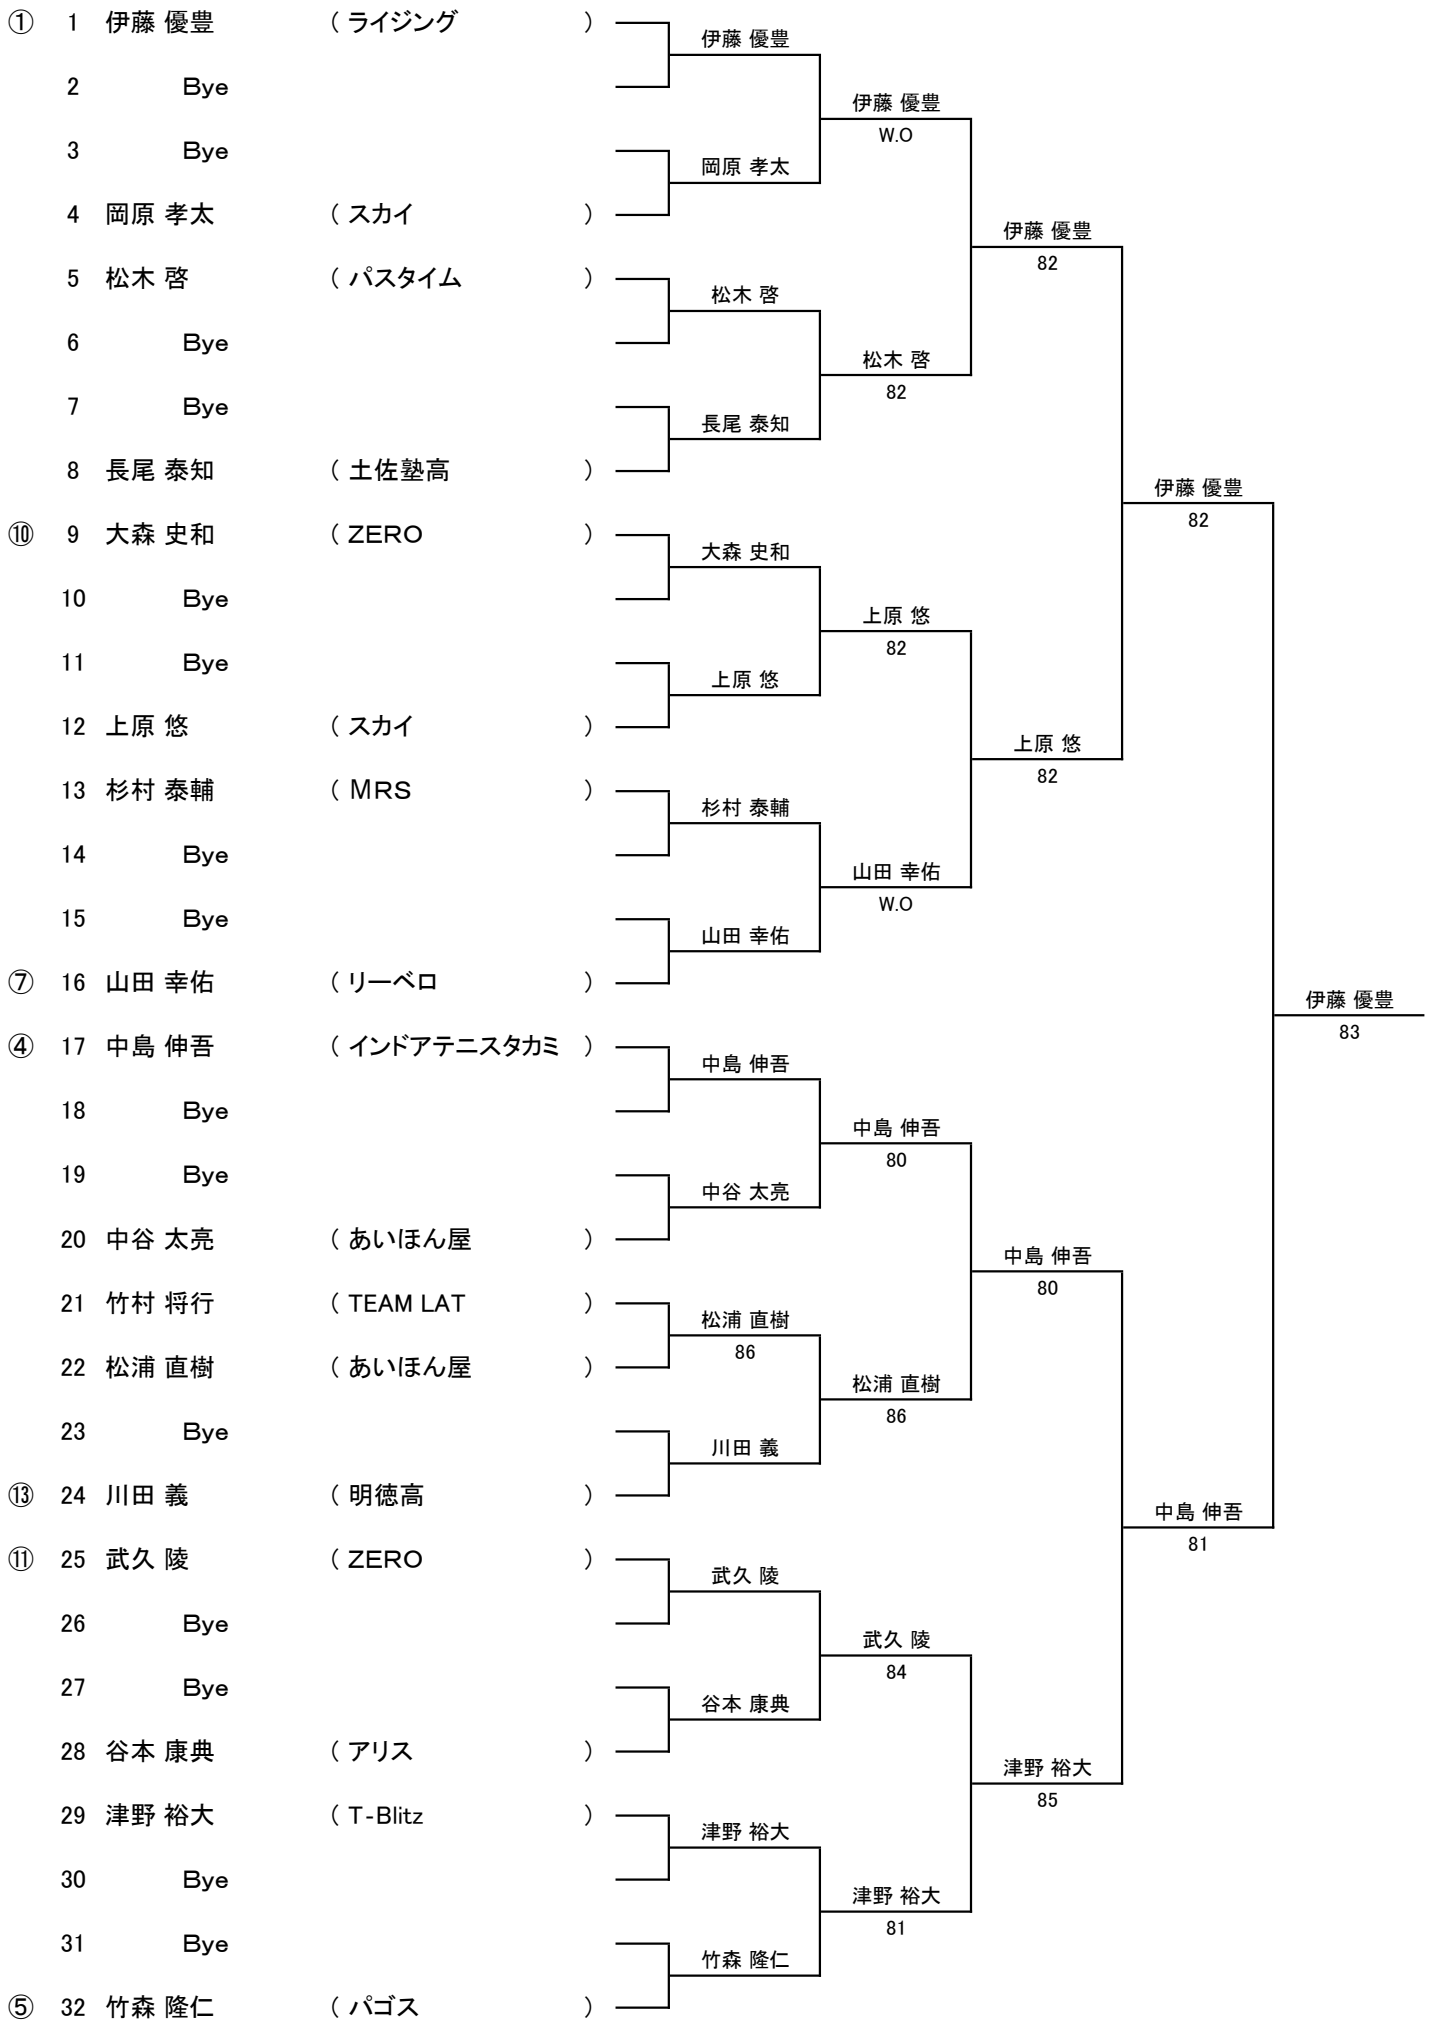 ① 1 伊藤 優豊 ( ライジング )
伊藤 優豊
2 Bye
伊藤 優豊
W.O
3 Bye
岡原 孝太
4 岡原 孝太 ( スカイ )
伊藤 優豊
82
5 松木 啓 ( パスタイム )
松木 啓
6 Bye
松木 啓
82
7 Bye
長尾 泰知
8 長尾 泰知 ( 土佐塾高 )
伊藤 優豊
82
⑩ 9 大森 史和 ( ZERO )
大森 史和
10 Bye
上原 悠
82
11 Bye
上原 悠
12 上原 悠 ( スカイ )
上原 悠
82
13 杉村 泰輔 ( MRS )
杉村 泰輔
14 Bye
山田 幸佑
W.O
15 Bye
山田 幸佑
⑦ 16 山田 幸佑 ( リーベロ )
伊藤 優豊
83
④ 17 中島 伸吾 ( インドアテニスタカミ )
中島 伸吾
18 Bye
中島 伸吾
80
19 Bye
中谷 太亮
20 中谷 太亮 ( あいほん屋 )
中島 伸吾
80
21 竹村 将行 ( TEAM LAT )
松浦 直樹
86
22 松浦 直樹 ( あいほん屋 )
松浦 直樹
86
23 Bye
川田 義
⑬ 24 川田 義 ( 明徳高 )
中島 伸吾
81
⑪ 25 武久 陵 ( ZERO )
武久 陵
26 Bye
武久 陵
84
27 Bye
谷本 康典
28 谷本 康典 ( アリス )
津野 裕大
85
29 津野 裕大 ( T-Blitz )
津野 裕大
30 Bye
津野 裕大
81
31 Bye
竹森 隆仁
⑤ 32 竹森 隆仁 ( パゴス )